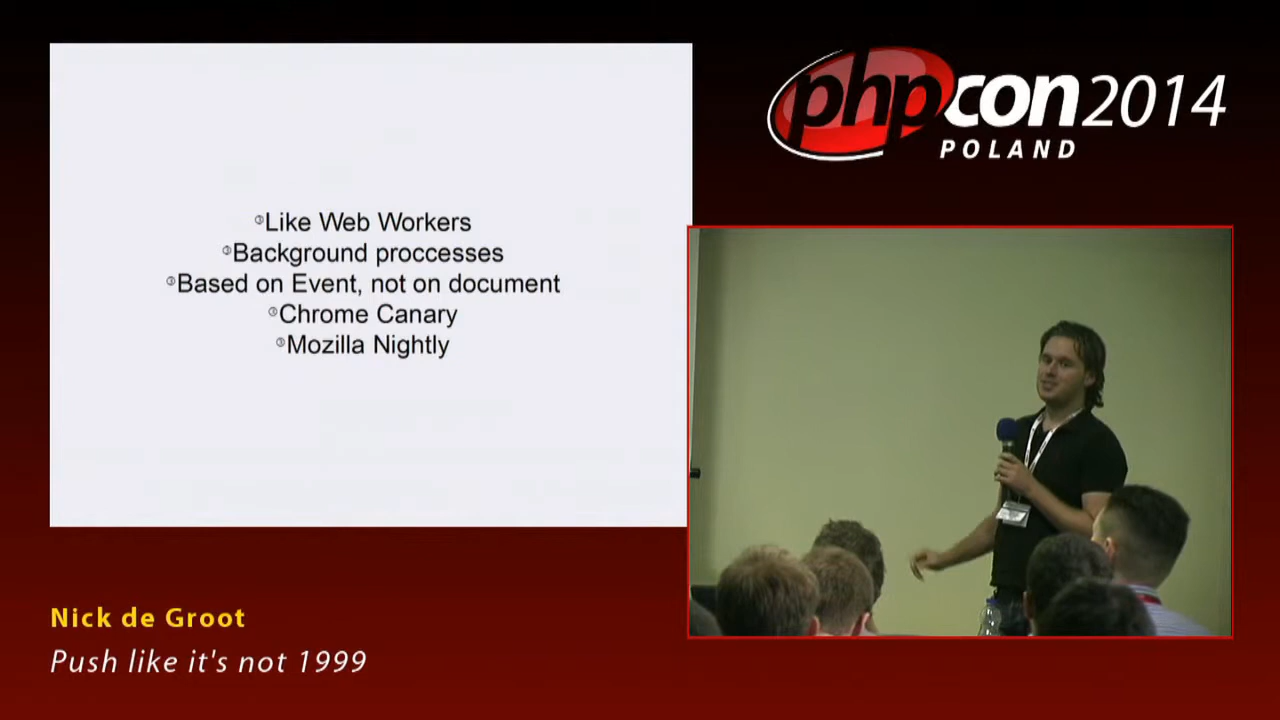 phpcon2014
POLAND
Like Web Workers
Background proccesses
Based on Event, not on document
Chrome Canary
Mozilla Nightly
Nick de Groot
Push like it's not 1999